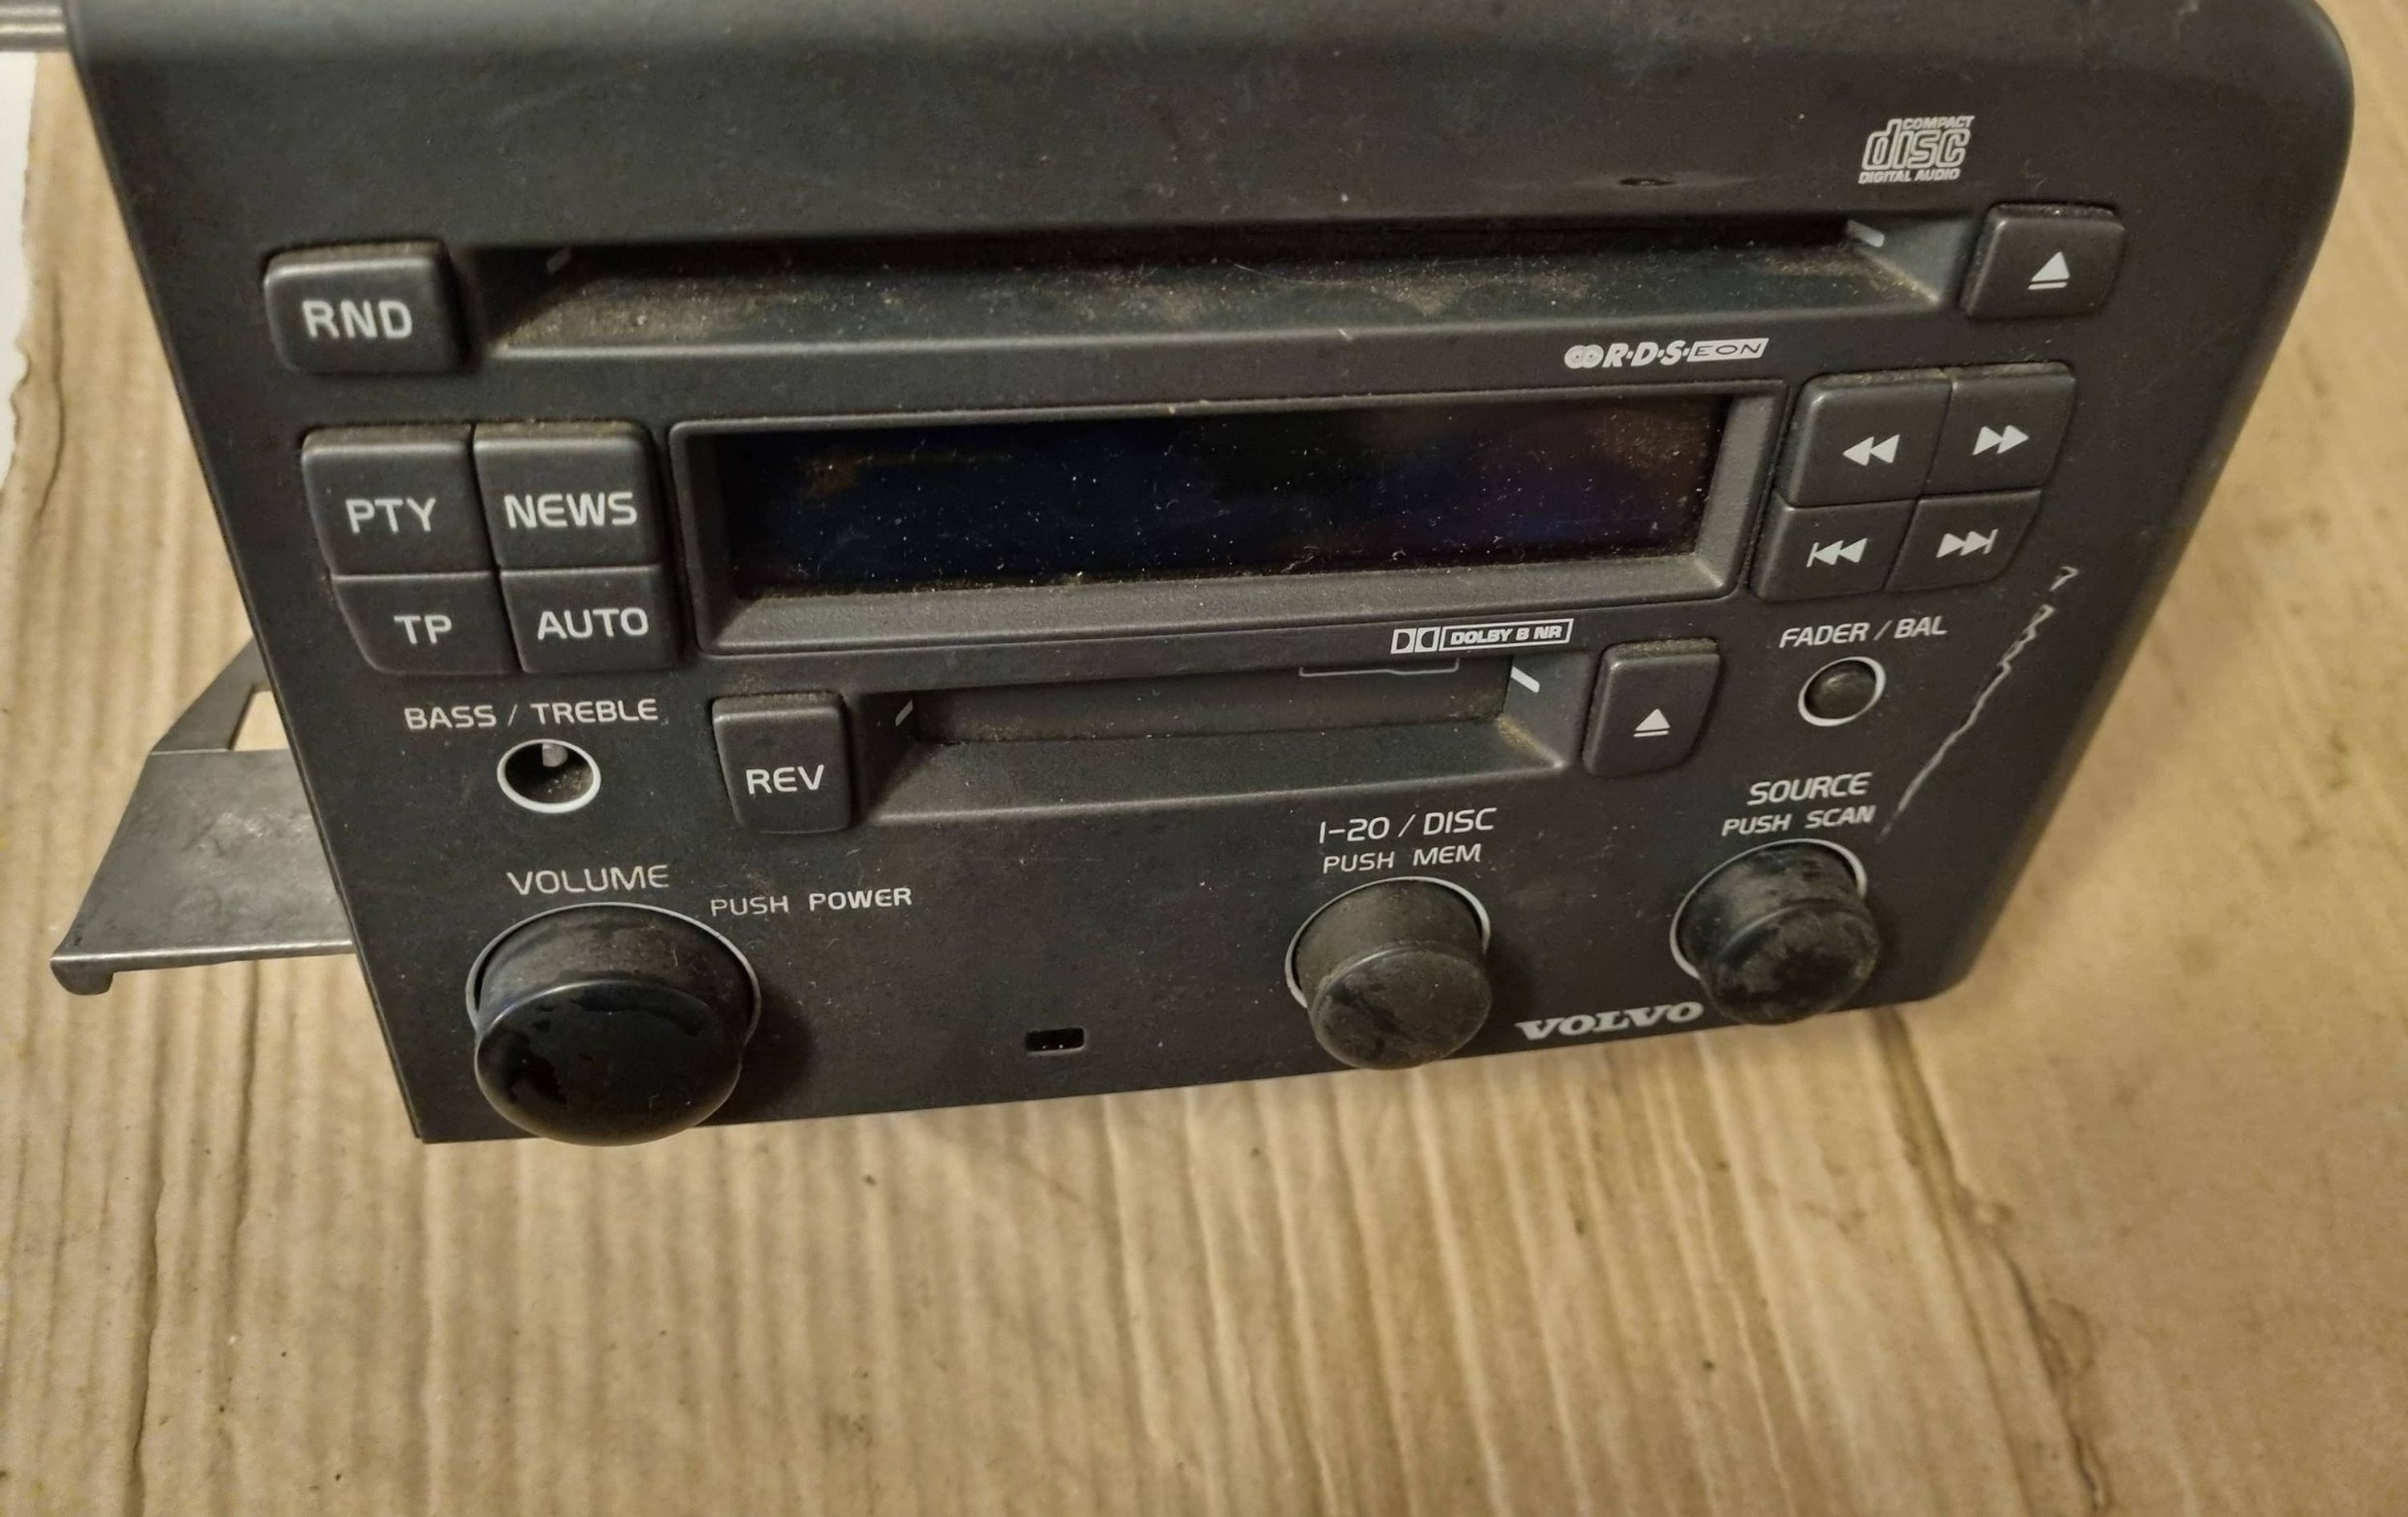 COMPACT
disc
DIGITAL AUDIO
RND
R·D·S·EON
PTY
NEWS
TP
AUTO
DOLBY B NR
FADER / BAL
BASS / TREBLE
REV
SOURCE
PUSH SCAN
1-20 / DISC
PUSH MEM
VOLUME
PUSH POWER
VOLVO